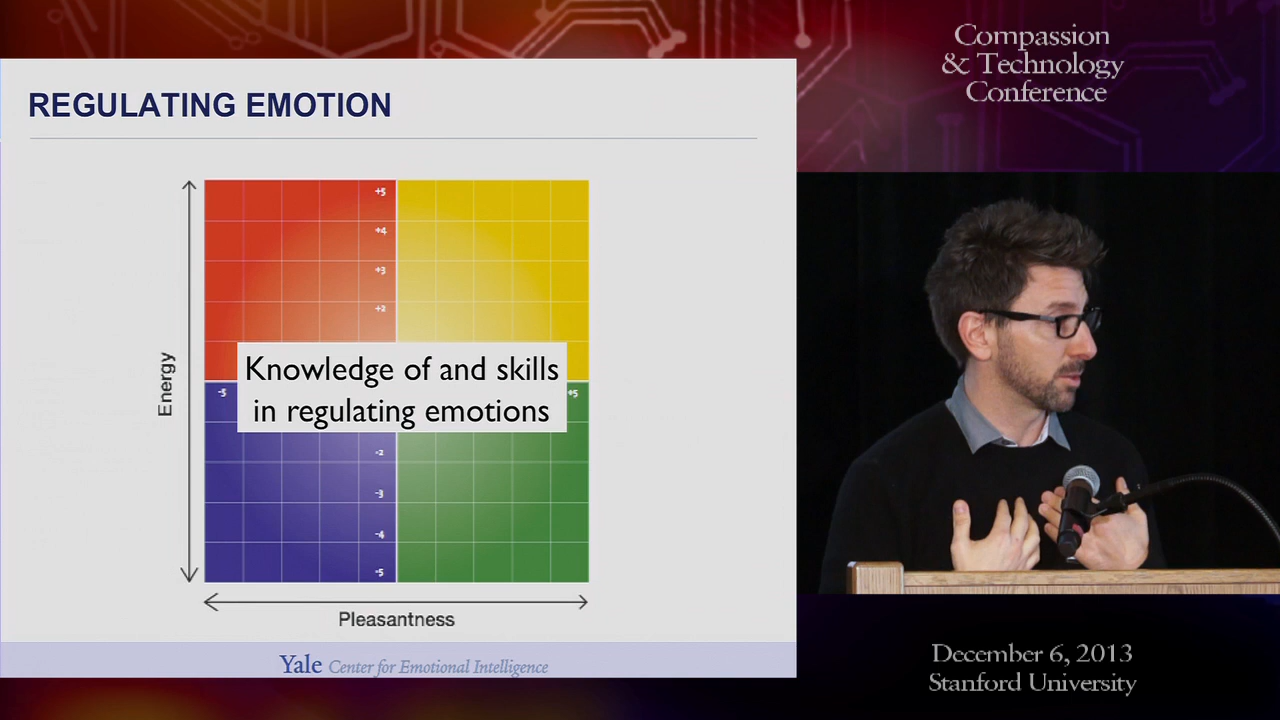 Compassion
& Technology
Conference
REGULATING EMOTION
+5
+4
+3
+2
Knowledge of and skills
in regulating emotions
-5
+5
-2
-3
-4
-5
Energy
Pleasantness
Yale Center for Emotional Intelligence
December 6, 2013
Stanford University